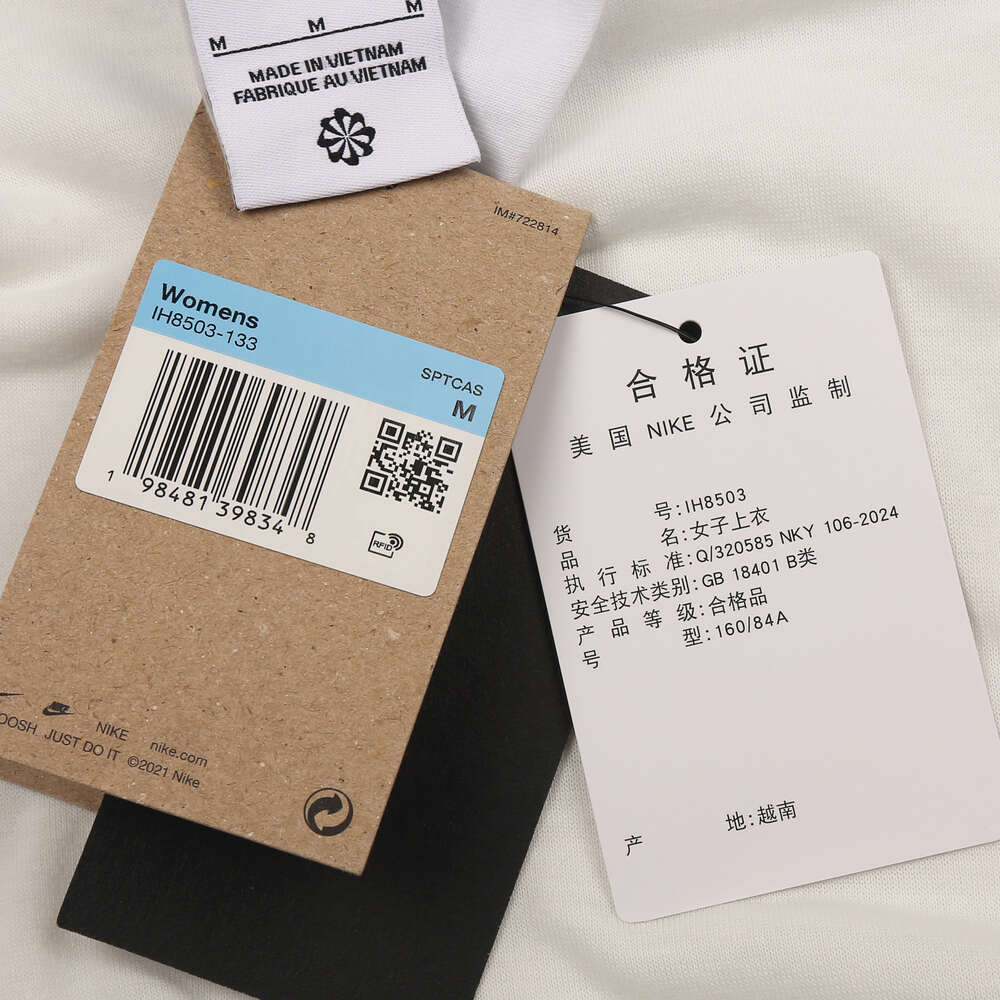 M M M
MADE IN VIETNAM
FABRIQUE AU VIETNAM
IM#722814
Womens
IH8503-133
SPTCAS
M
1 98481 39834 8
RFID
NIKE nike.com
JUST DO IT ©2021 Nike
合格证
美国 NIKE 公司监制
货号:IH8503
品名:女子上衣
执行标准:Q/320585 NKY 106-2024
安全技术类别:GB 18401 B类
产品等级:合格品
号型:160/84A
产地:越南